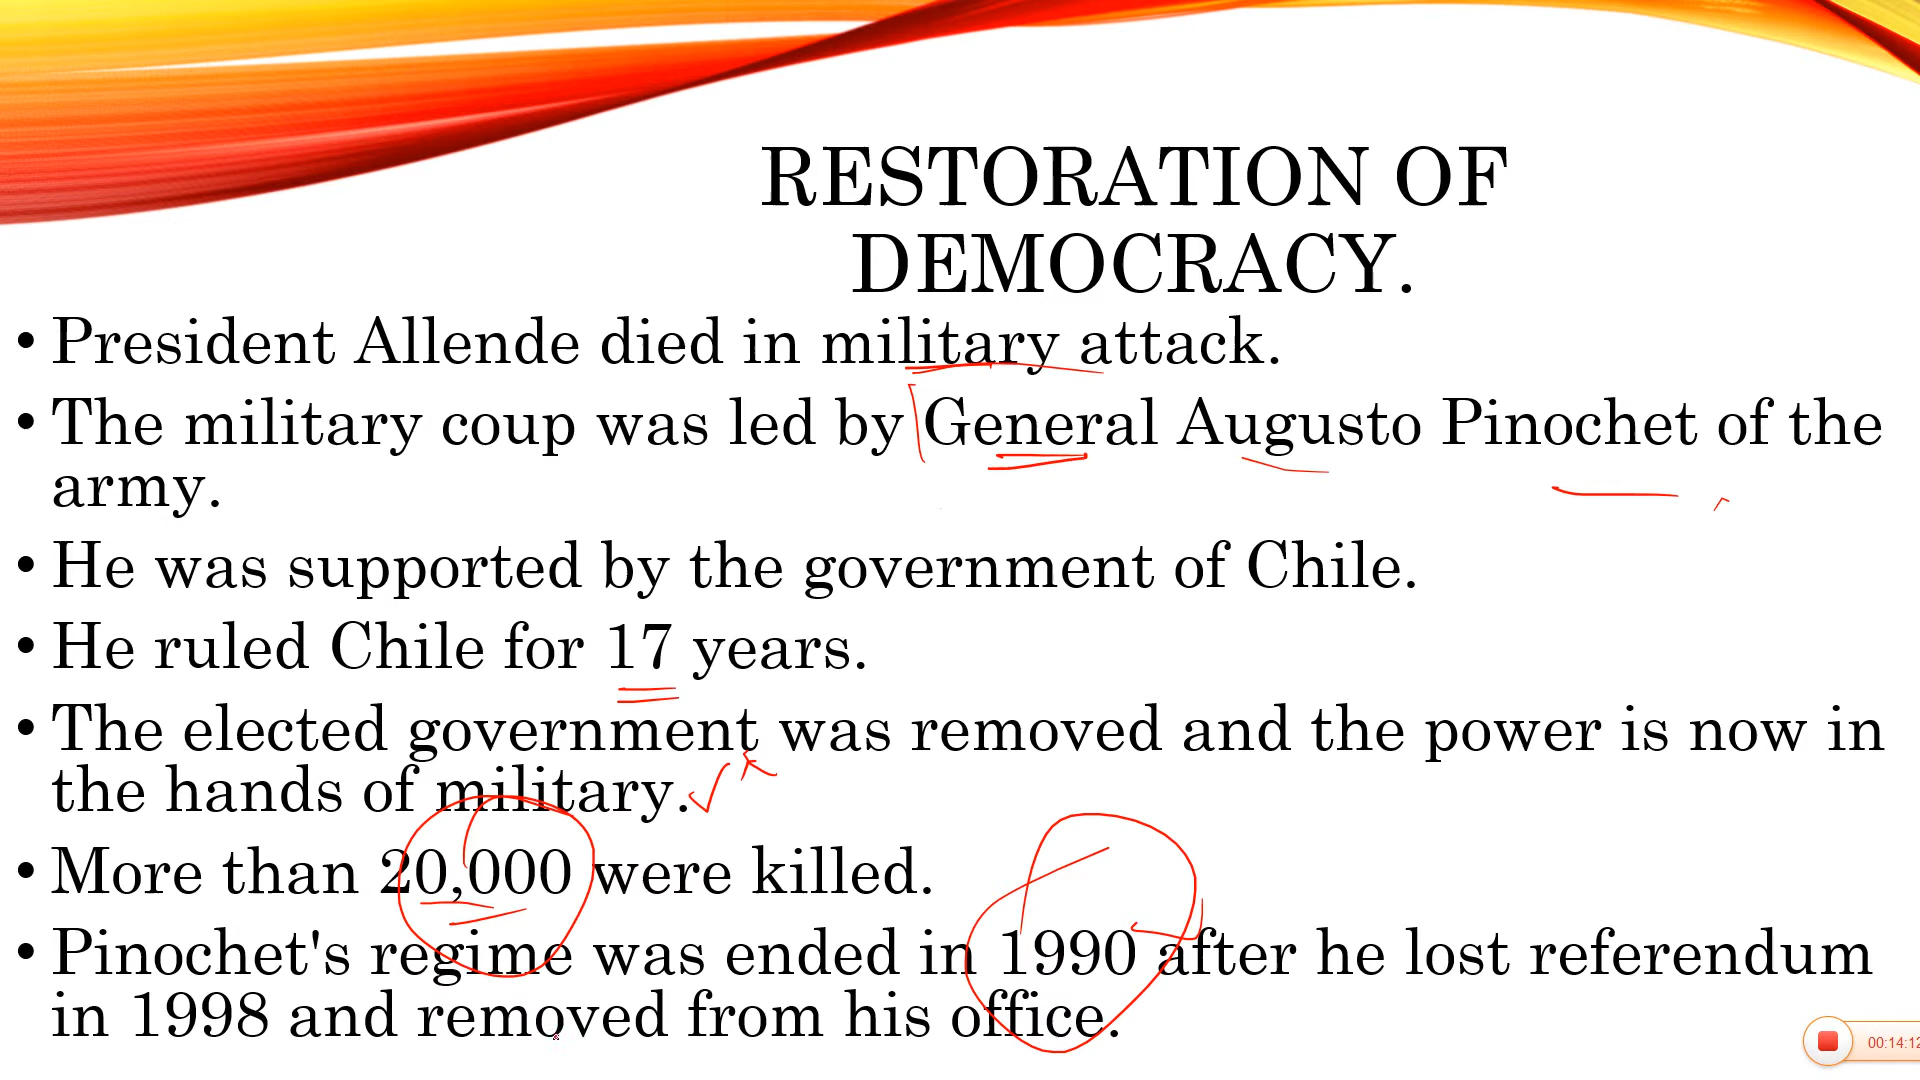 RESTORATION OF
DEMOCRACY.
• President Allende died in military attack.
• The military coup was led by General Augusto Pinochet of the
army.
• He was supported by the government of Chile.
• He ruled Chile for 17 years.
• The elected government was removed and the power is now in
the hands of military.
• More than 20,000 were killed.
• Pinochet's regime was ended in 1990 after he lost referendum
in 1998 and removed from his office.
00:14:12